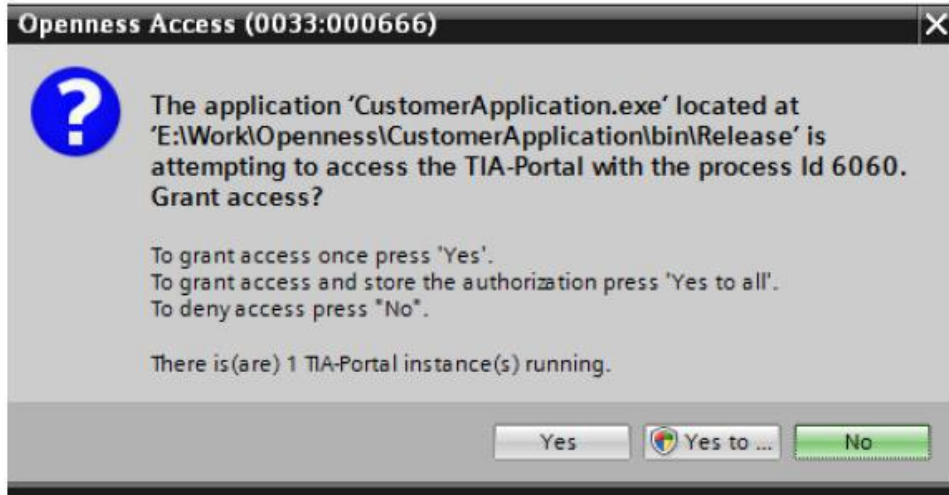 Openness Access (0033:000666)
The application 'CustomerApplication.exe' located at
'E:\Work\Openness\CustomerApplication\bin\Release' is
attempting to access the TIA-Portal with the process Id 6060.
Grant access?
To grant access once press 'Yes'.
To grant access and store the authorization press 'Yes to all'.
To deny access press "No".
There is(are) 1 TIA-Portal instance(s) running.
Yes
Yes to ...
No